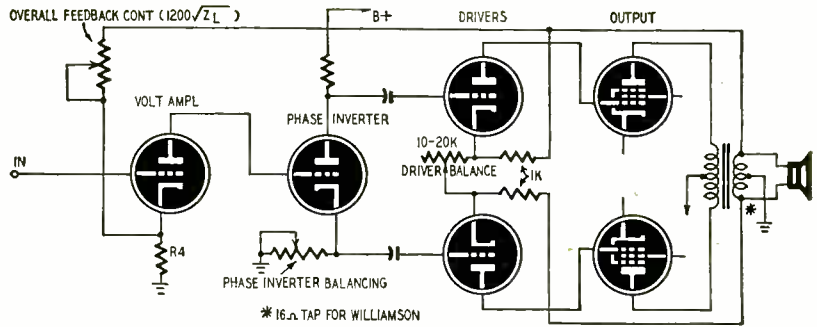 OVERALL FEEDBACK CONT (1200√ZL)
B+
DRIVERS
OUTPUT
VOLT AMPL
PHASE INVERTER
10-20K
DRIVER BALANCE
1K
IN
R4
PHASE INVERTER BALANCING
*
* 16Ω TAP FOR WILLIAMSON